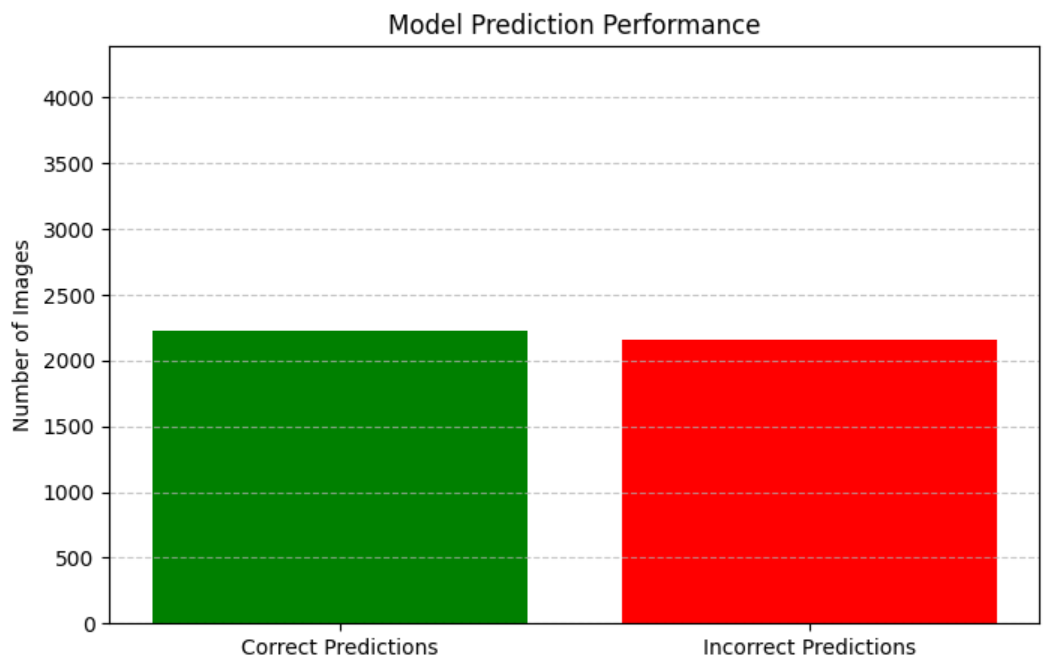 Model Prediction Performance
Number of Images
4000
3500
3000
2500
2000
1500
1000
500
0
Correct Predictions
Incorrect Predictions